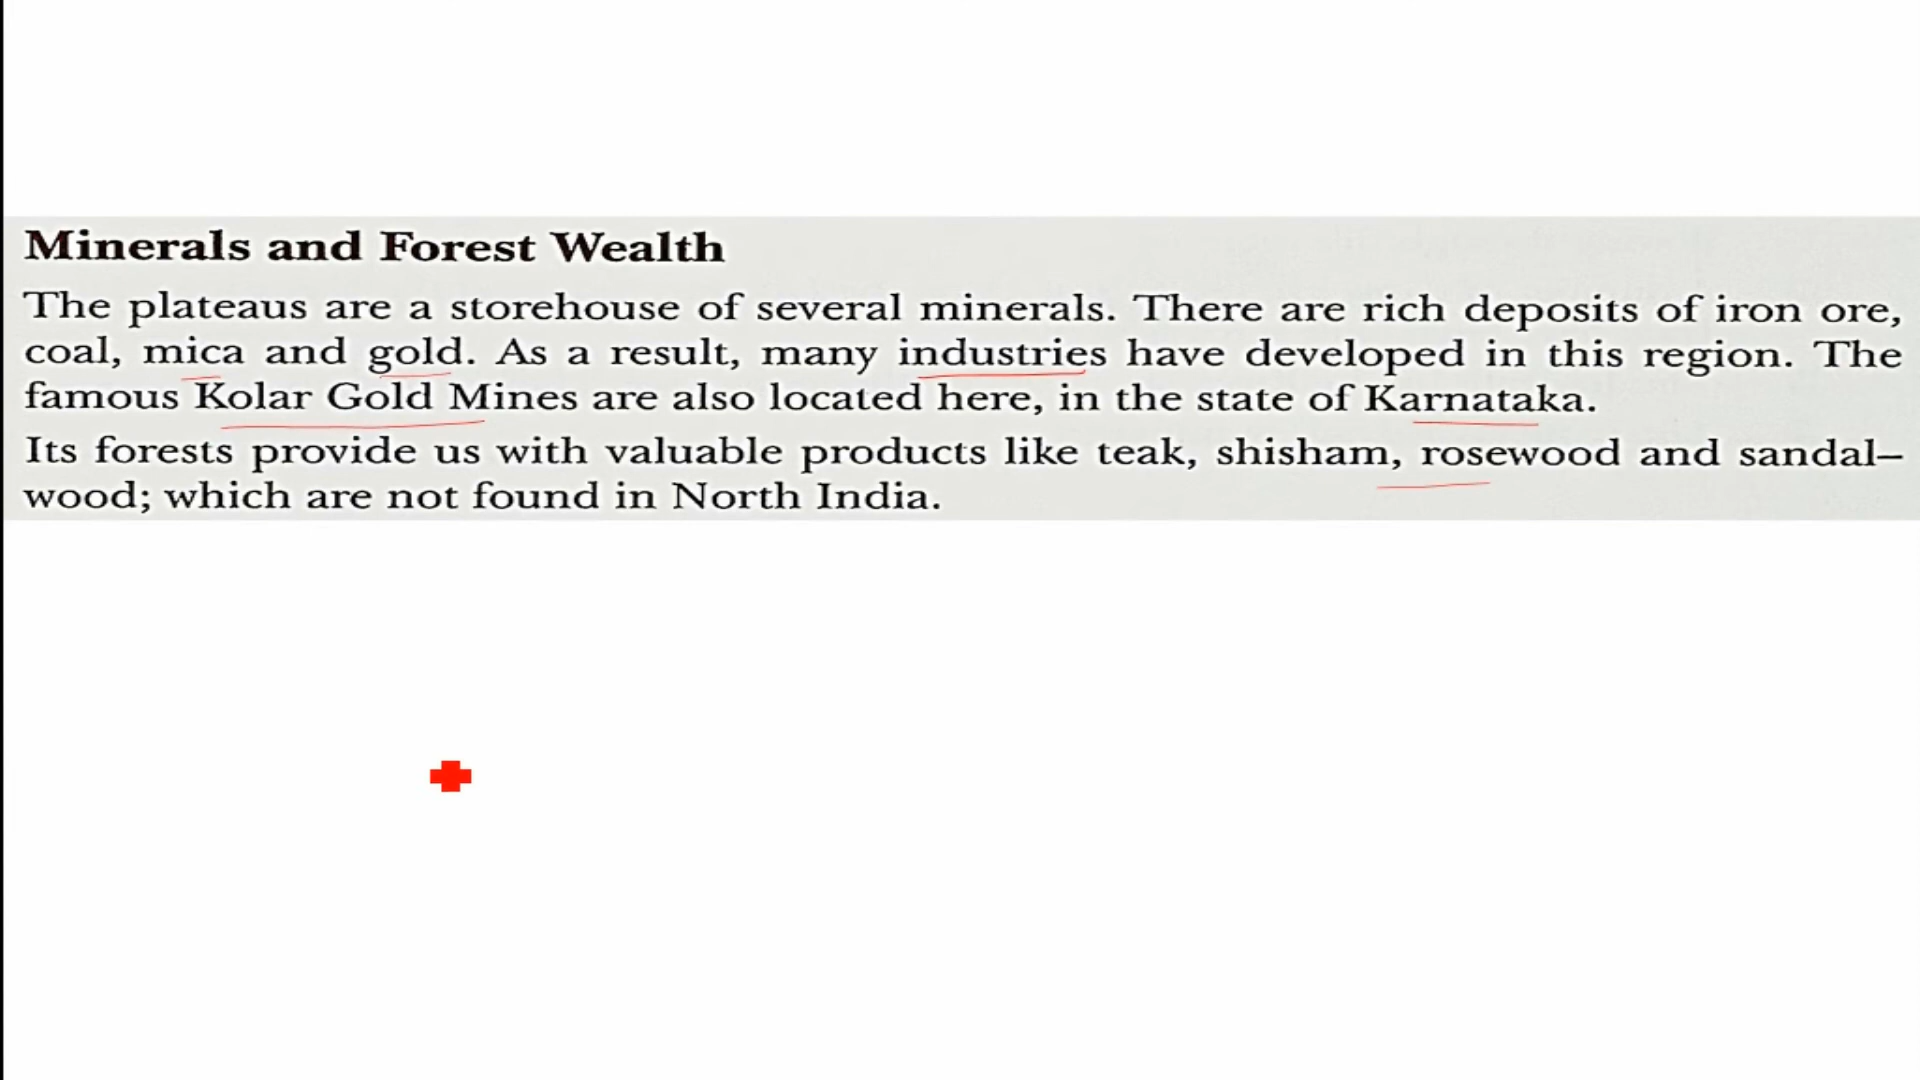 Minerals and Forest Wealth
The plateaus are a storehouse of several minerals. There are rich deposits of iron ore,
coal, mica and gold. As a result, many industries have developed in this region. The
famous Kolar Gold Mines are also located here, in the state of Karnataka.
Its forests provide us with valuable products like teak, shisham, rosewood and sandal–
wood; which are not found in North India.